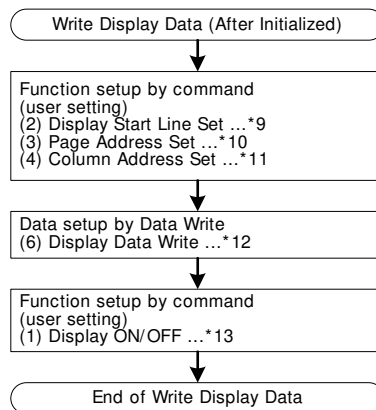 Write Display Data (After Initialized)
Function setup by command
(user setting)
(2) Display Start Line Set ...*9
(3) Page Address Set ...*10
(4) Column Address Set ...*11
Data setup by Data Write
(6) Display Data Write ...*12
Function setup by command
(user setting)
(1) Display ON/OFF ...*13
End of Write Display Data